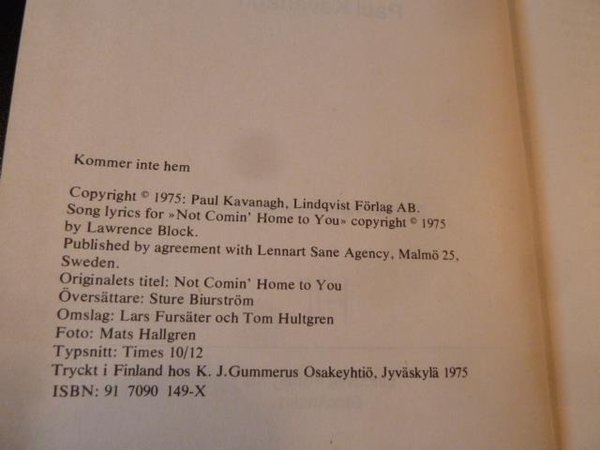 Kommer inte hem
Copyright © 1975: Paul Kavanagh, Lindqvist Förlag AB.
Song lyrics for »Not Comin' Home to You» copyright © 1975
by Lawrence Block.
Published by agreement with Lennart Sane Agency, Malmö 25,
Sweden.
Originalets titel: Not Comin' Home to You
Översättare: Sture Biurström
Omslag: Lars Fursäter och Tom Hultgren
Foto: Mats Hallgren
Typsnitt: Times 10/12
Tryckt i Finland hos K. J.Gummerus Osakeyhtiö, Jyväskylä 1975
ISBN: 91 7090 149-X